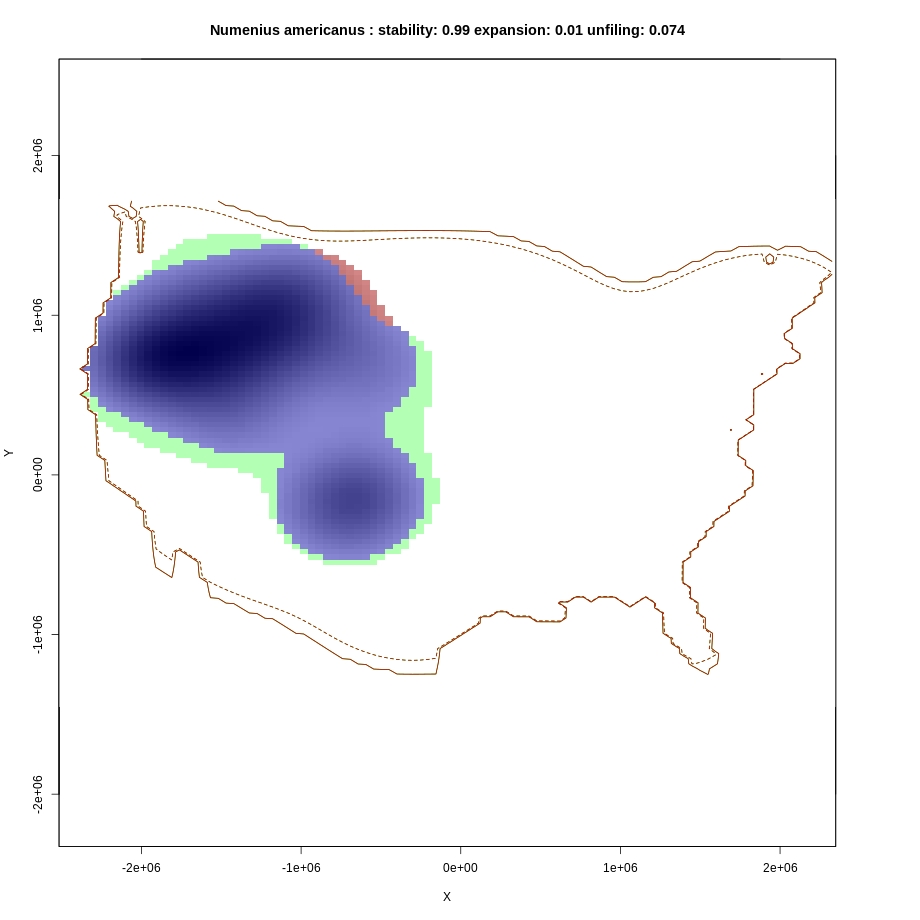 Numenius americanus : stability: 0.99 expansion: 0.01 unfiling: 0.074
2e+06
1e+06
0e+00
-1e+06
-2e+06
Y
-2e+06 -1e+06 0e+00 1e+06 2e+06
X